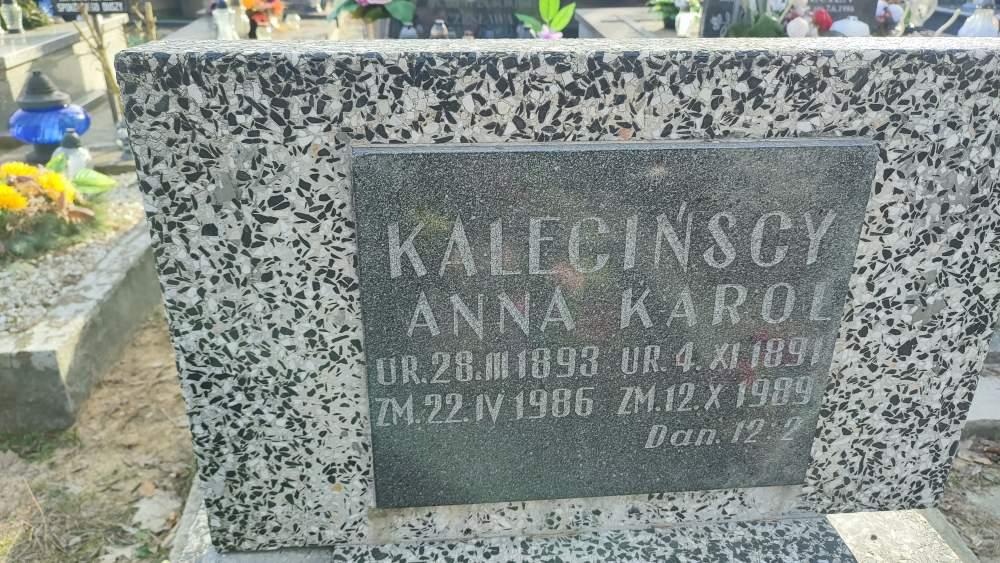 KALECIŃSCY
ANNA KAROL
UR. 28. III 1893 UR. 4. XI. 1891
ZM. 22. IV 1986 ZM. 12. X 1989
Dan. 12:2